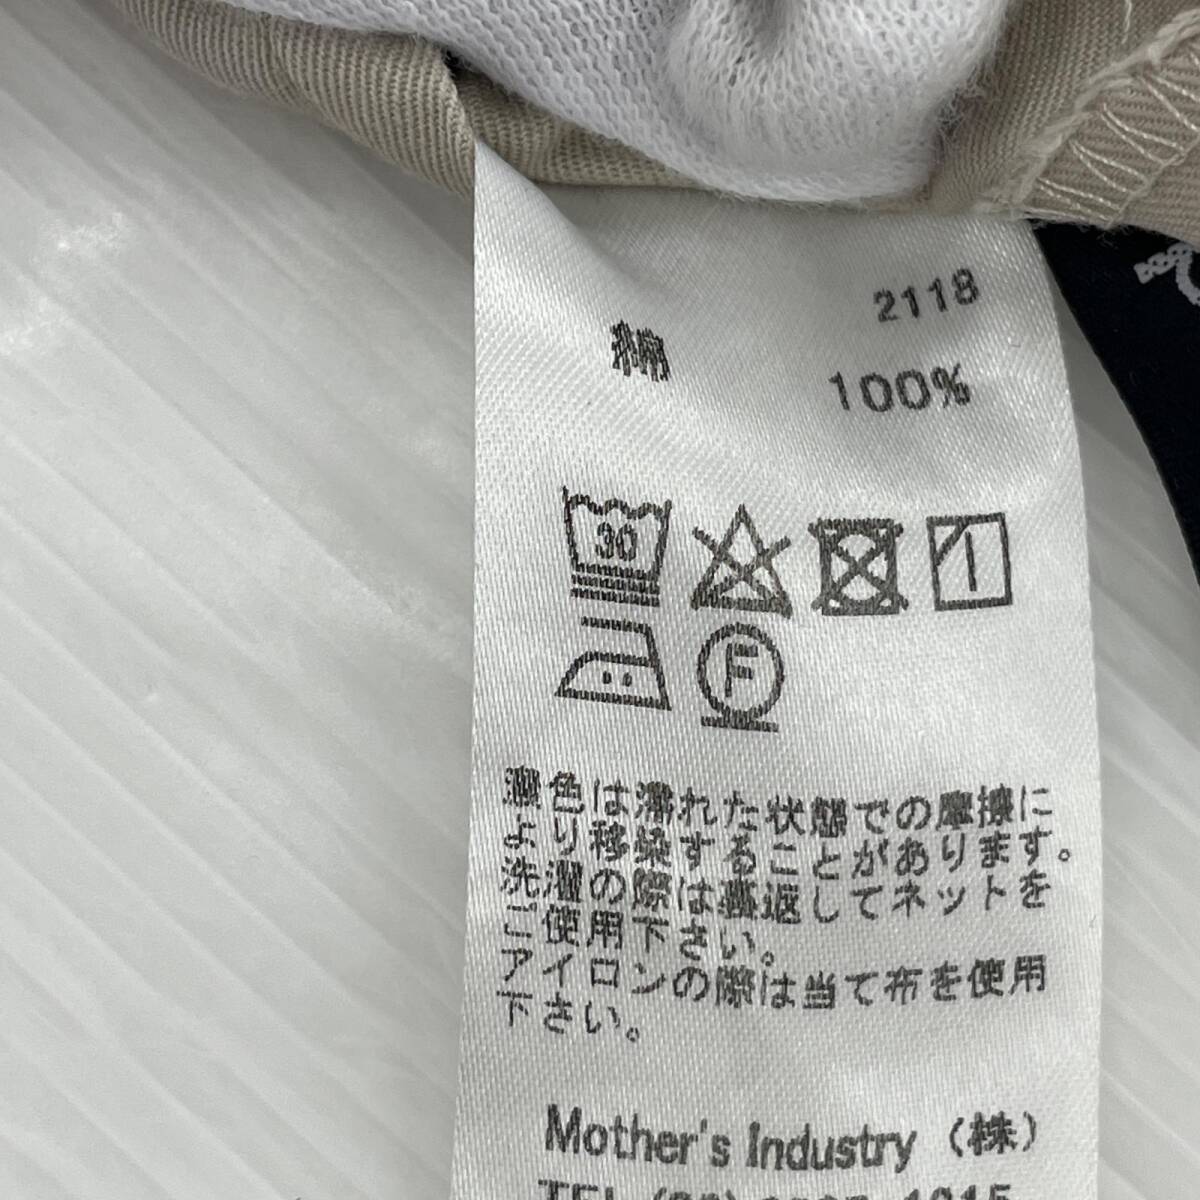 2118
綿 100%
30
F
濃色は濡れた状態での摩擦に
より移染することがあります。
洗濯の際は裏返してネットを
ご使用下さい。
アイロンの際は当て布を使用
下さい。
Mother's Industry (株)